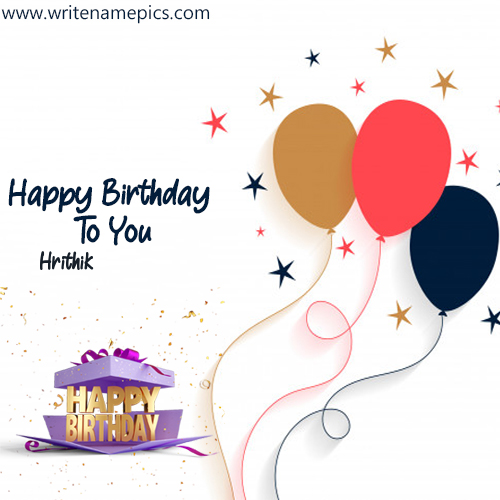 www.writenamepics.com
Happy Birthday
To You
Hrithik
HAPPY
BIRTHDAY